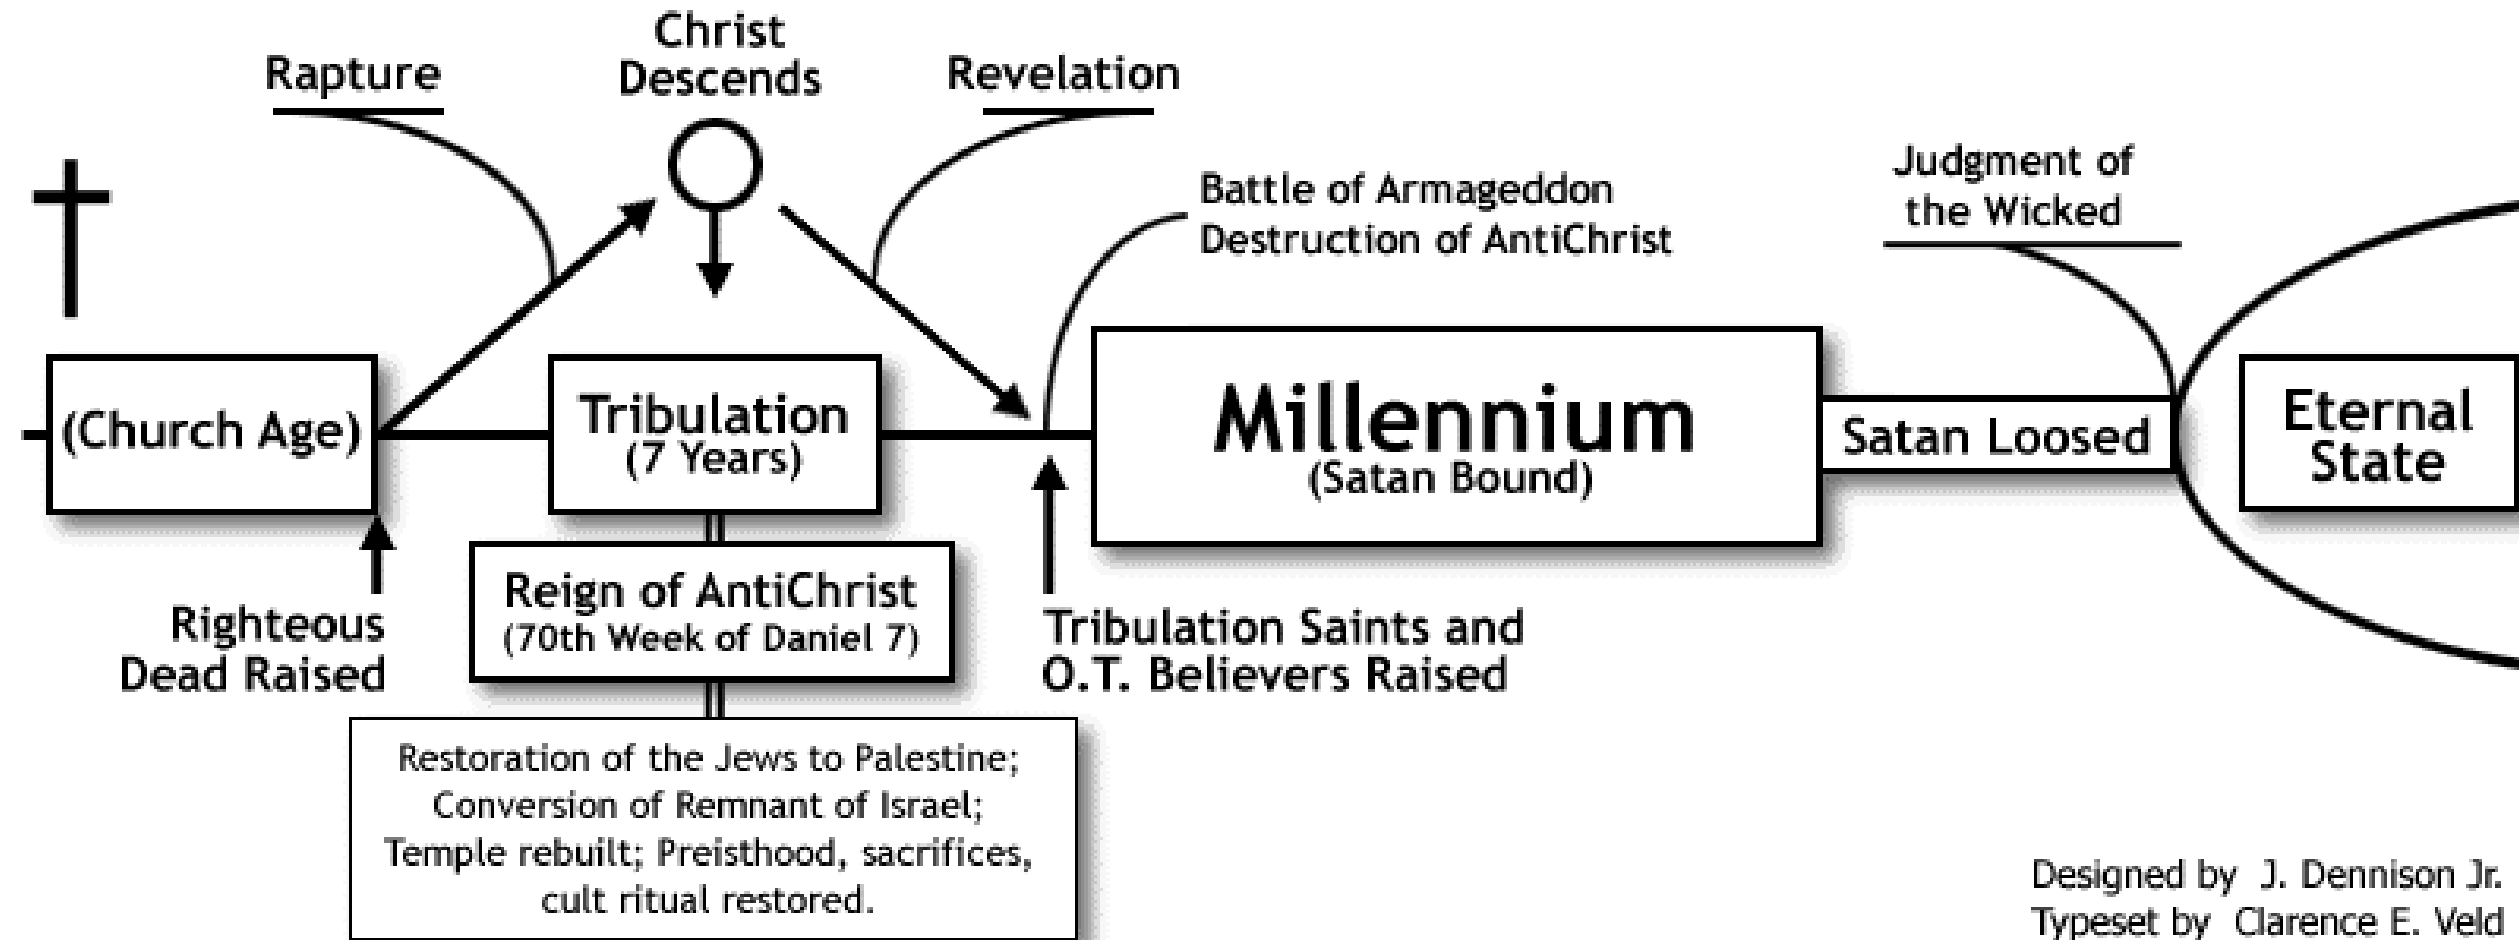 Christ
Descends
Rapture
Revelation
Battle of Armageddon
Destruction of AntiChrist
Judgment of
the Wicked
(Church Age)
Tribulation
(7 Years)
Millennium
(Satan Bound)
Satan Loosed
Eternal
State
Righteous
Dead Raised
Reign of AntiChrist
(70th Week of Daniel 7)
Tribulation Saints and
O.T. Believers Raised
Restoration of the Jews to Palestine;
Conversion of Remnant of Israel;
Temple rebuilt; Preisthood, sacrifices,
cult ritual restored.
Designed by J. Dennison Jr.
Typeset by Clarence E. Veld